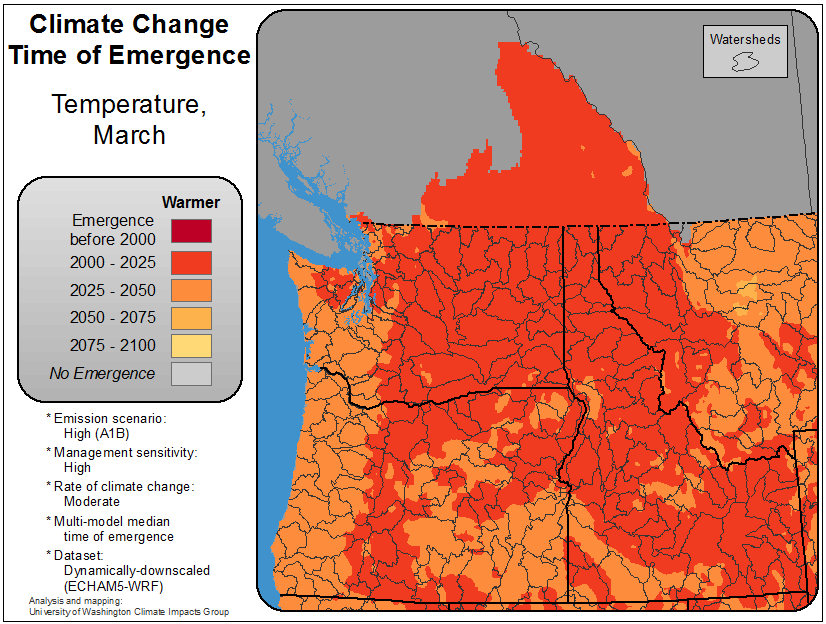 Climate Change
Time of Emergence
Temperature,
March
Warmer
Emergence
before 2000
2000 - 2025
2025 - 2050
2050 - 2075
2075 - 2100
No Emergence
* Emission scenario:
High (A1B)
* Management sensitivity:
High
* Rate of climate change:
Moderate
* Multi-model median
time of emergence
* Dataset:
Dynamically-downscaled
(ECHAM5-WRF)
Analysis and mapping:
University of Washington Climate Impacts Group
Watersheds